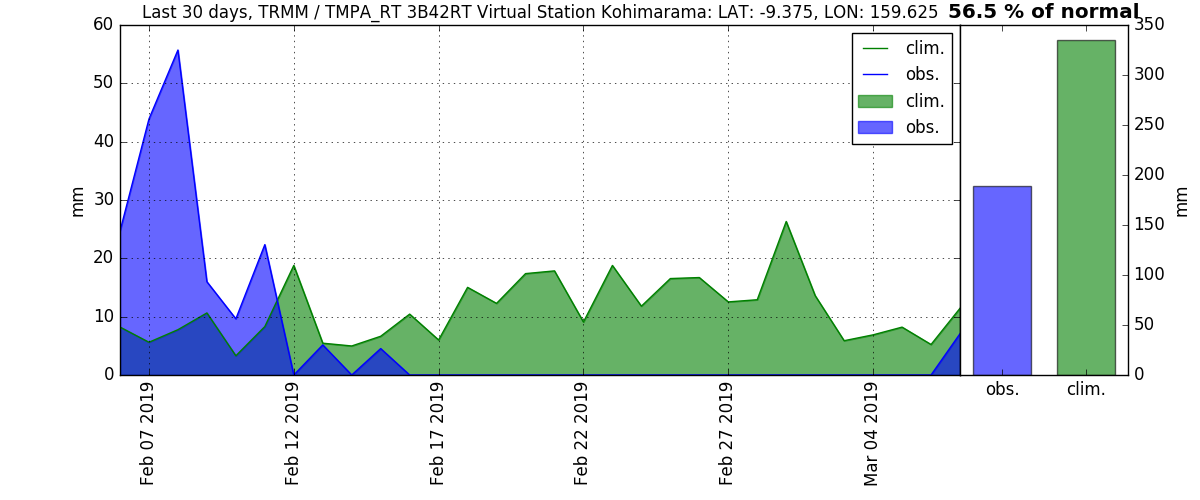 Last 30 days, TRMM / TMPA_RT 3B42RT Virtual Station Kohimarama: LAT: -9.375, LON: 159.625
56.5 % of normal
mm
60
50
40
30
20
10
0
clim.
obs.
clim.
obs.
Feb 07 2019
Feb 12 2019
Feb 17 2019
Feb 22 2019
Feb 27 2019
Mar 04 2019
350
300
250
200
150
100
50
0
mm
obs.
clim.